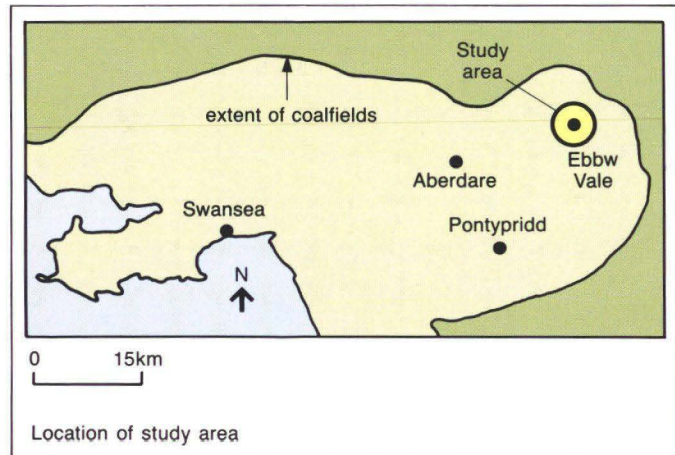 Study
area
extent of coalfields
Ebbw
Vale
Aberdare
Swansea
Pontypridd
N
0 15km
Location of study area